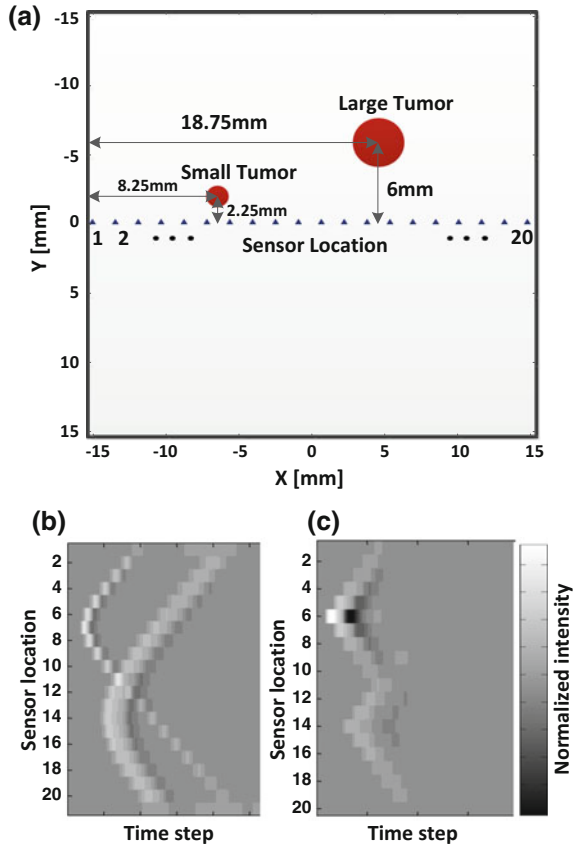 (a)
-15
-10
-5
0
5
10
15
Y [mm]
Large Tumor
18.75mm
Small Tumor
8.25mm
6mm
2.25mm
1 2
Sensor Location
20
-15 -10 -5 0 5 10 15
X [mm]
(b)
2
4
6
8
10
12
14
16
18
20
Sensor location
Time step
(c)
2
4
6
8
10
12
14
16
18
20
Sensor location
Time step
Normalized intensity